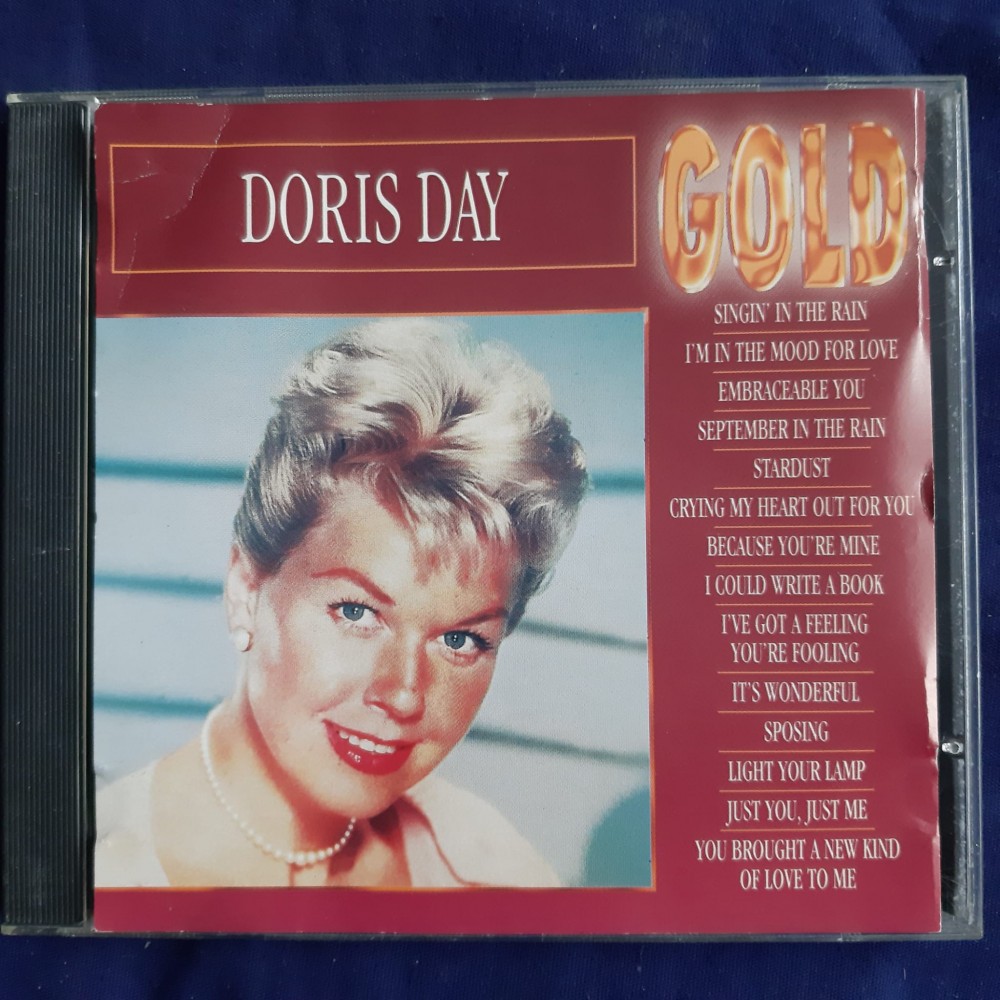 DORIS DAY
GOLD
SINGIN' IN THE RAIN
I'M IN THE MOOD FOR LOVE
EMBRACEABLE YOU
SEPTEMBER IN THE RAIN
STARDUST
CRYING MY HEART OUT FOR YOU
BECAUSE YOU'RE MINE
I COULD WRITE A BOOK
I'VE GOT A FEELING
YOU'RE FOOLING
IT'S WONDERFUL
SPOSING
LIGHT YOUR LAMP
JUST YOU, JUST ME
YOU BROUGHT A NEW KIND
OF LOVE TO ME